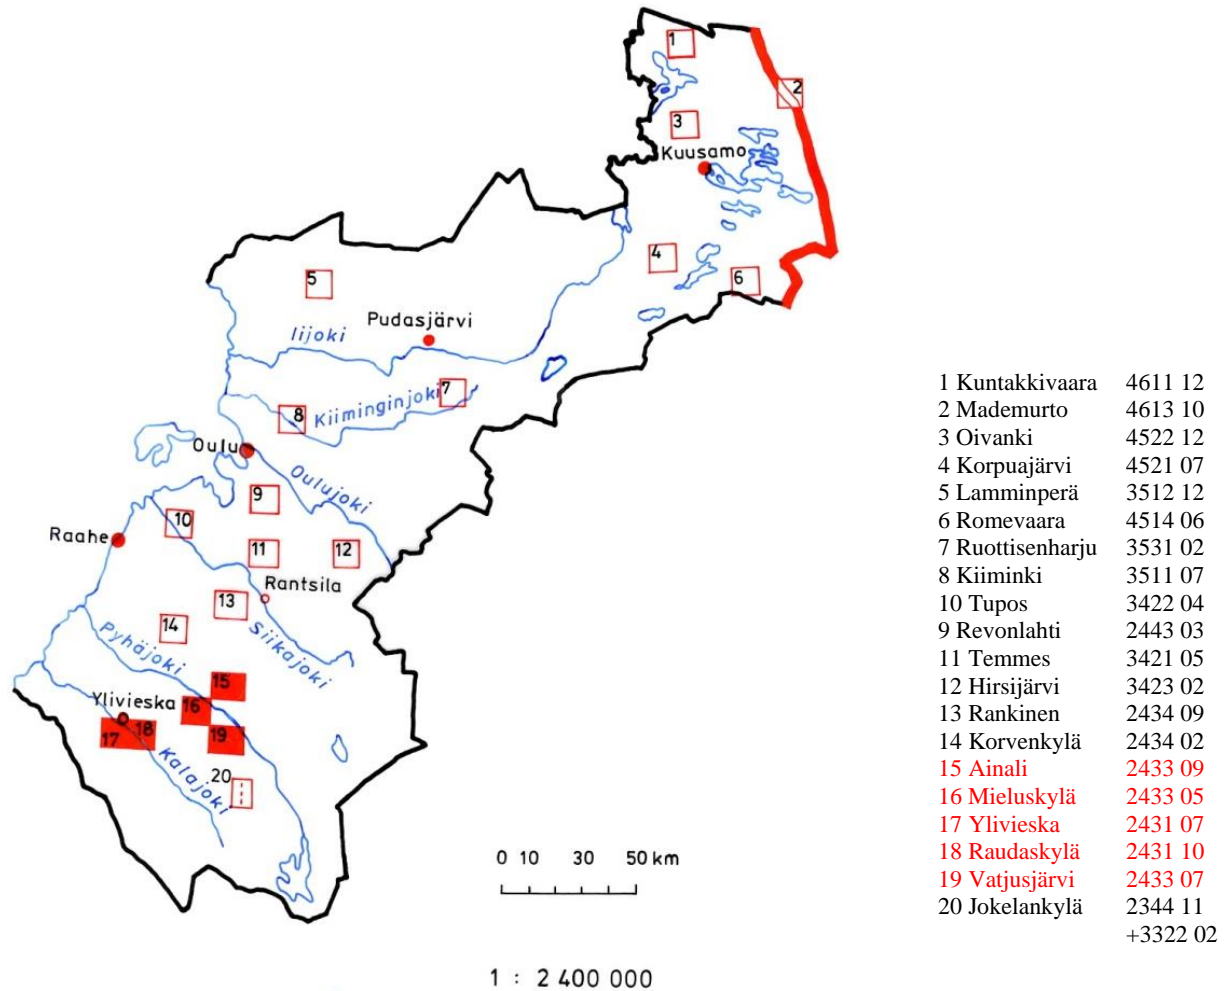 1
2
3
Kuusamo
4
6
5
Pudasjärvi
Iijoki
7
Kiiminginjoki
8
Oulu
Oulujoki
9
10
Raahe
11
12
Rantsila
13
14
Siikajoki
Pyhäjoki
15
Ylivieska
16
17
18
19
Kalajoki
20
0 10 30 50 km
1 : 2 400 000
1 Kuntakkivaara 4611 12
2 Mademurto 4613 10
3 Oivanki 4522 12
4 Korpuajärvi 4521 07
5 Lamminperä 3512 12
6 Romevaara 4514 06
7 Ruottisenharju 3531 02
8 Kiiminki 3511 07
10 Tupos 3422 04
9 Revonlahti 2443 03
11 Temmes 3421 05
12 Hirsijärvi 3423 02
13 Rankinen 2434 09
14 Korvenkylä 2434 02
15 Ainali 2433 09
16 Mieluskylä 2433 05
17 Ylivieska 2431 07
18 Raudaskylä 2431 10
19 Vatjusjärvi 2433 07
20 Jokelankylä 2344 11
+3322 02